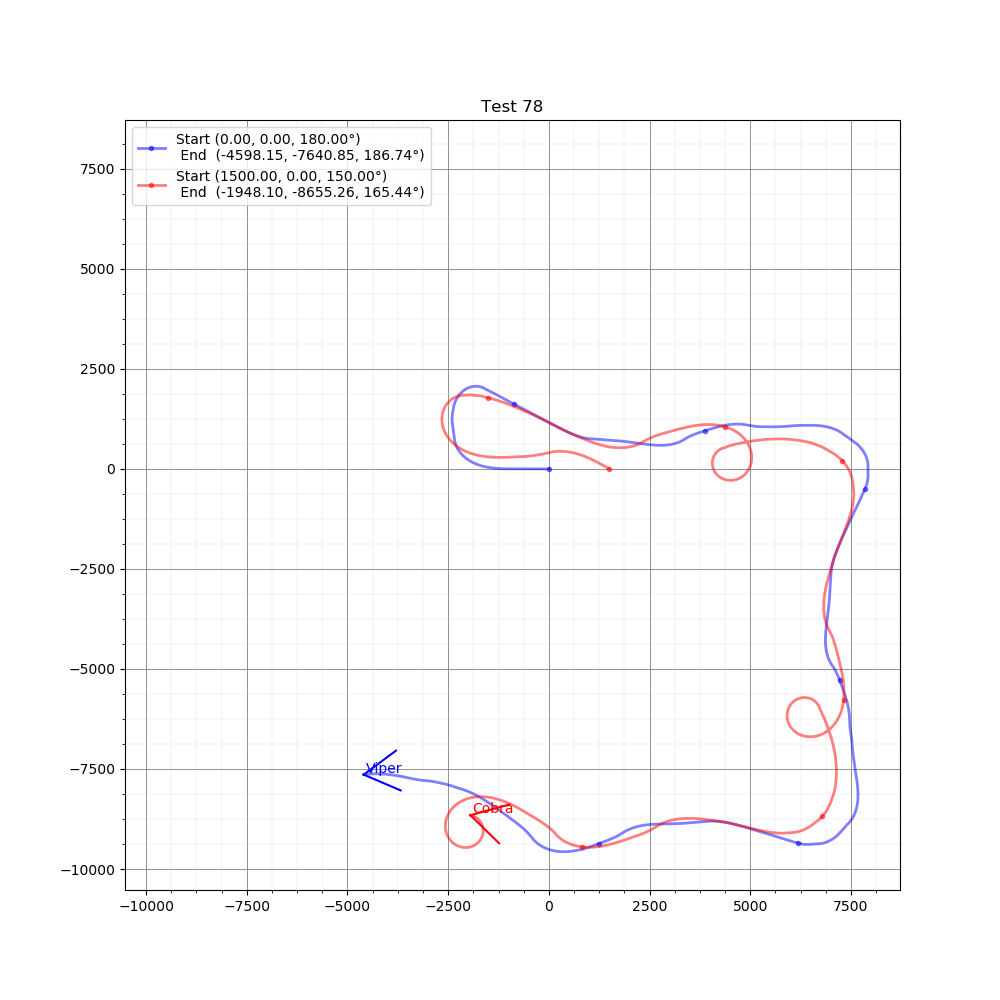 Test 78
Start (0.00, 0.00, 180.00°)
End  (-4598.15, -7640.85, 186.74°)
Start (1500.00, 0.00, 150.00°)
End  (-1948.10, -8655.26, 165.44°)
7500
5000
2500
0
−2500
−5000
−7500
−10000
Viper
Cobra
−10000 −7500 −5000 −2500 0 2500 5000 7500